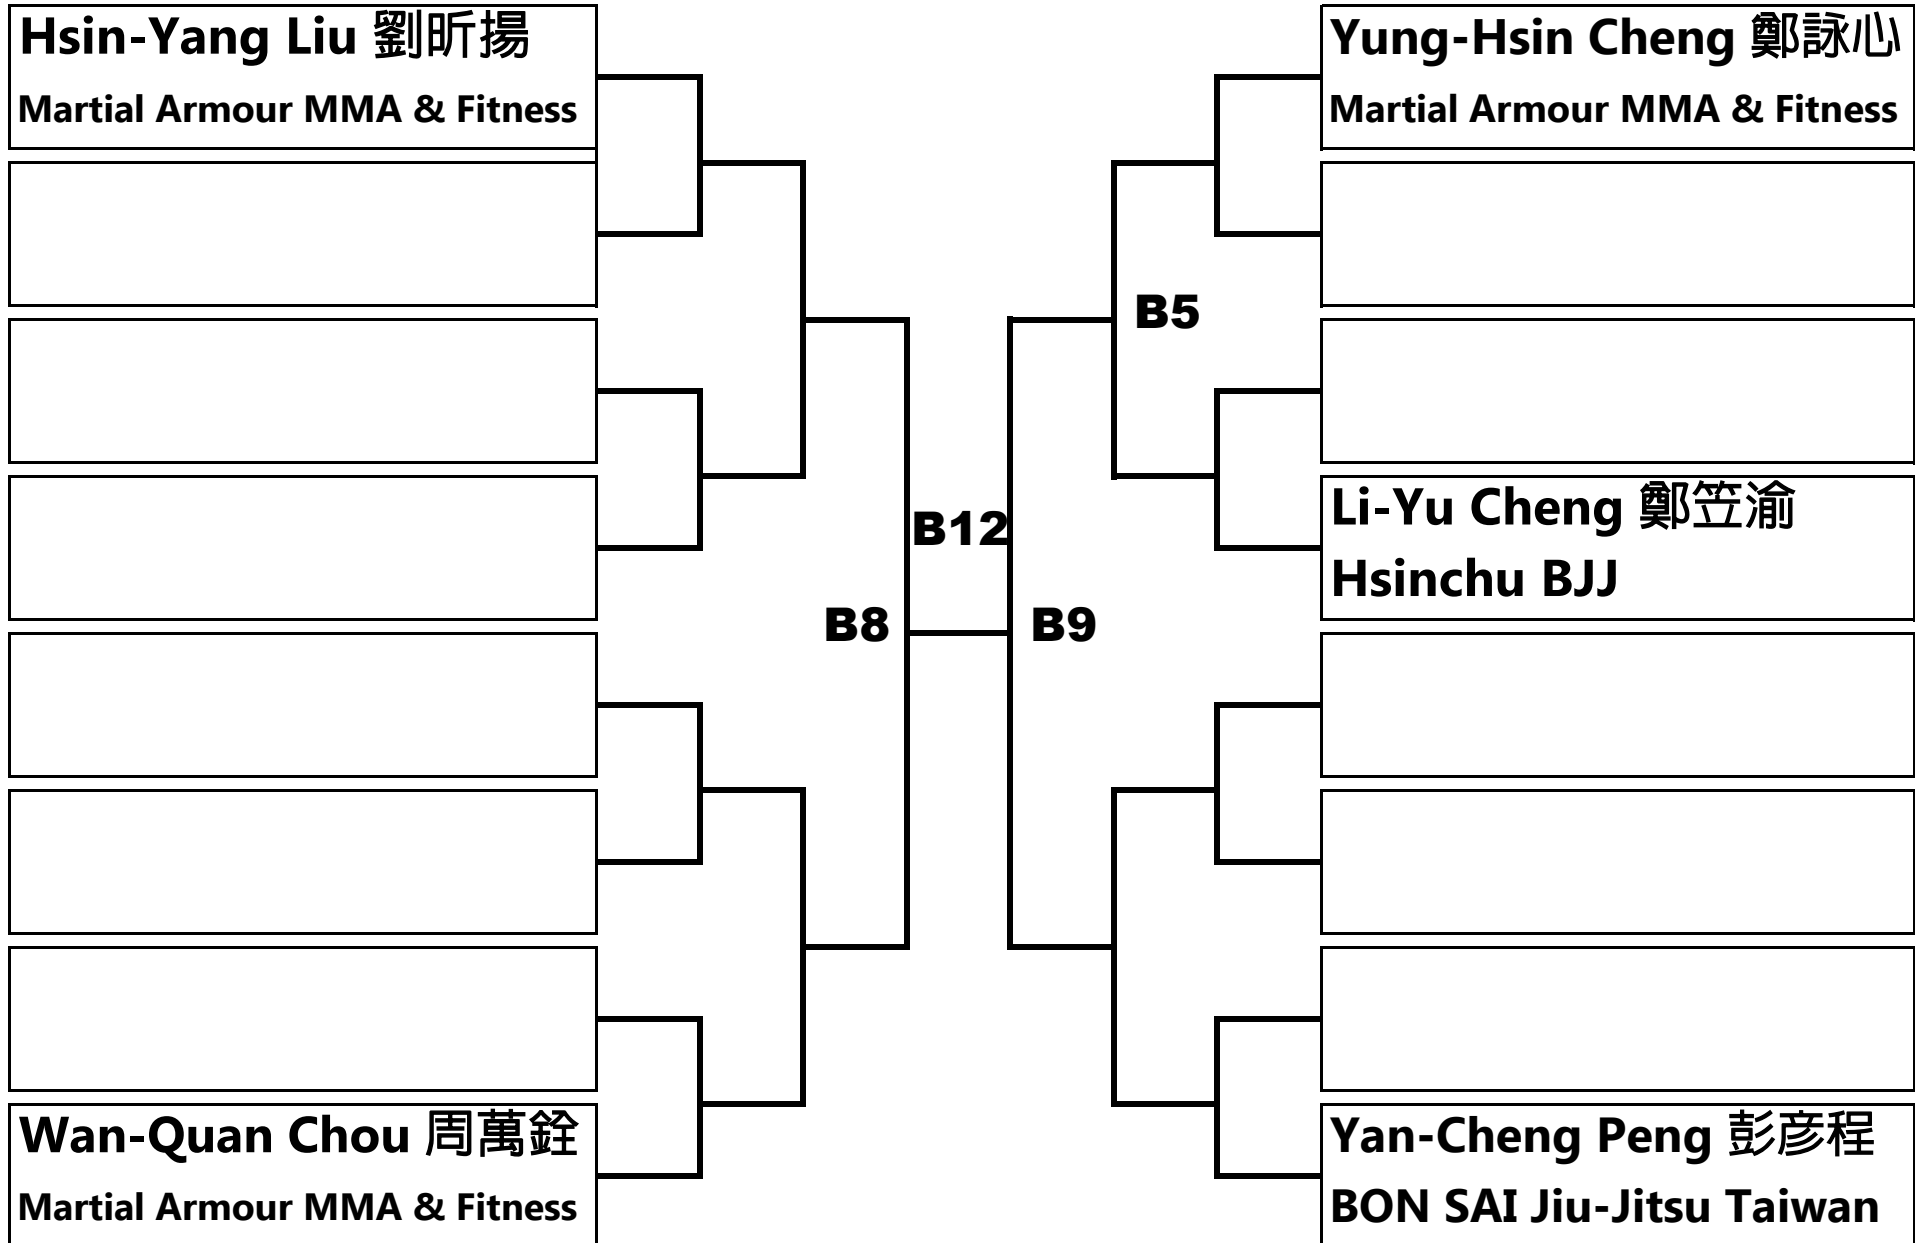 Hsin-Yang Liu 劉昕揚
Martial Armour MMA & Fitness
Yung-Hsin Cheng 鄭詠心
Martial Armour MMA & Fitness
B5
Li-Yu Cheng 鄭笠渝
Hsinchu BJJ
B12
B8
B9
Wan-Quan Chou 周萬銓
Martial Armour MMA & Fitness
Yan-Cheng Peng 彭彥程
BON SAI Jiu-Jitsu Taiwan